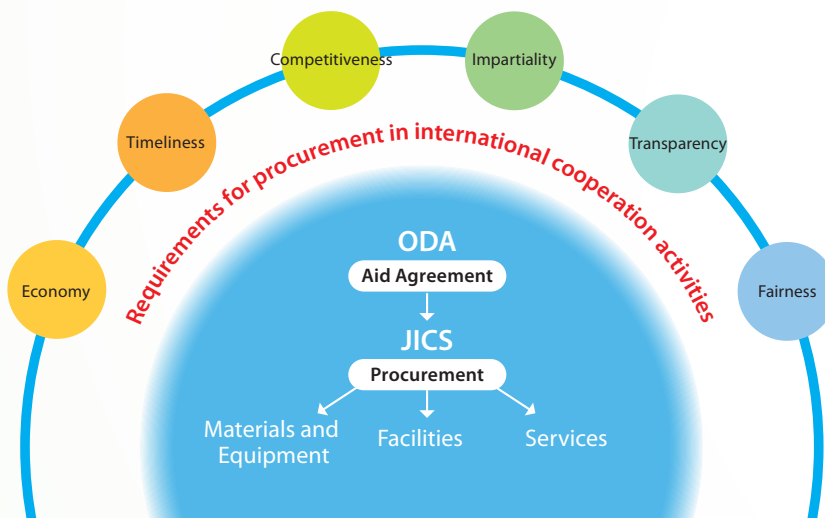 Competitiveness
Impartiality
Timeliness
Transparency
Economy
Fairness
Requirements for procurement in international cooperation activities
ODA
Aid Agreement
JICS
Procurement
Materials and
Equipment
Facilities
Services